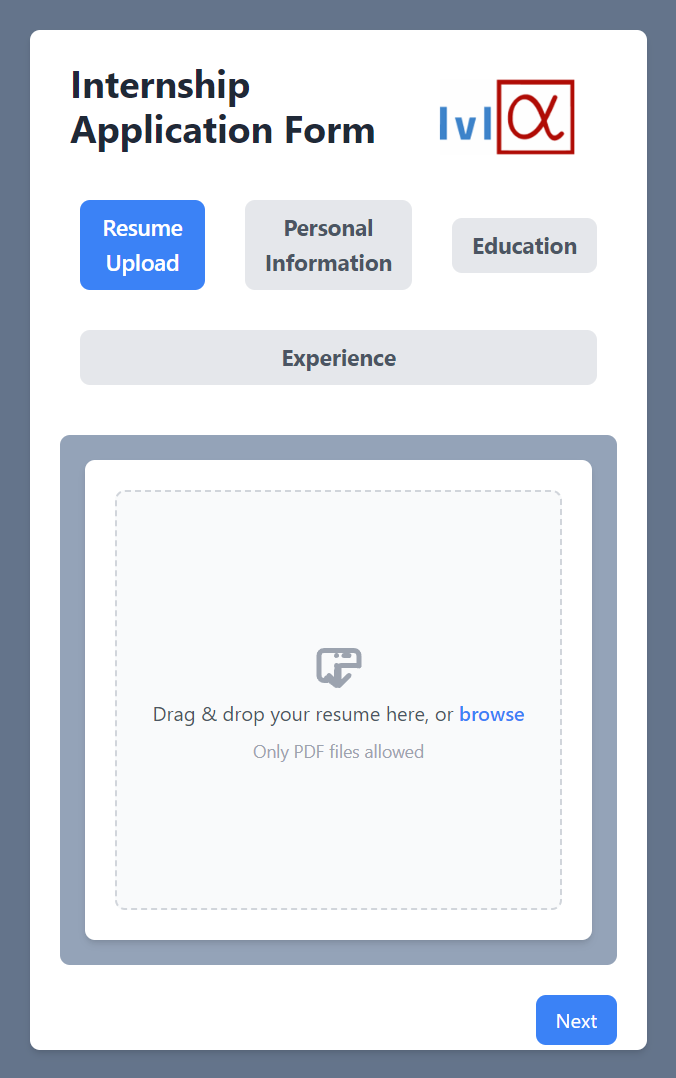 Internship
Application Form
lvl α
Resume
Upload
Personal
Information
Education
Experience
Drag & drop your resume here, or browse
Only PDF files allowed
Next